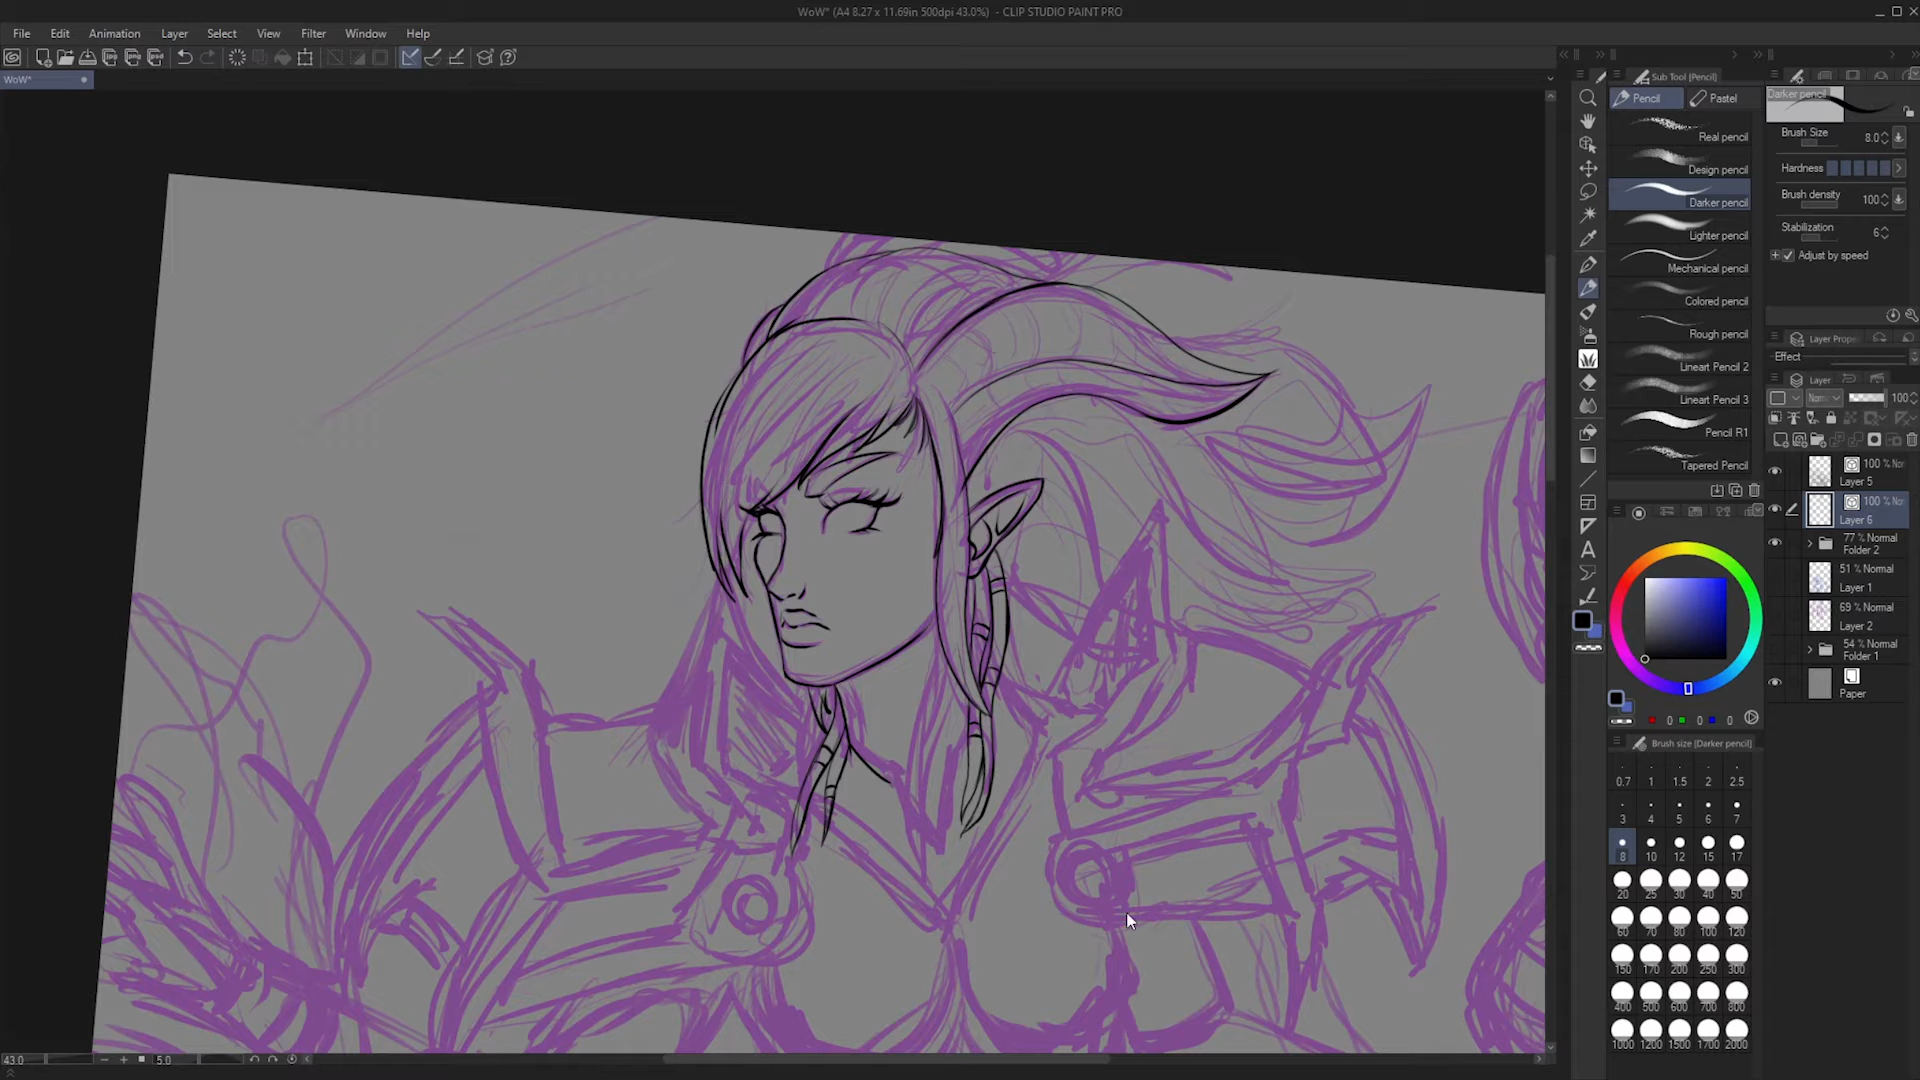 WoW* (A4 8.27 x 11.69in 500dpi 43.0%) - CLIP STUDIO PAINT PRO
File Edit Animation Layer Select View Filter Window Help
WoW*
Sub Tool [Pencil]
Pencil Pastel
Real pencil
Design pencil
Darker pencil
Lighter pencil
Mechanical pencil
Colored pencil
Rough pencil
Lineart Pencil 2
Lineart Pencil 3
Pencil R1
Tapered Pencil
Darker pencil
Brush Size 8.0
Hardness
Brush density 100
Stabilization 6
Adjust by speed
Layer Prope
Effect
Layer
Norm 100
100 % Nor
Layer 5
100 % Nor
Layer 6
77 % Normal
Folder 2
51 % Normal
Layer 1
69 % Normal
Layer 2
54 % Normal
Folder 1
Paper
0 0 0
Brush size [Darker pencil]
0.7 1 1.5 2 2.5
3 4 5 6 7
8 10 12 15 17
20 25 30 40 50
60 70 80 100 120
150 170 200 250 300
400 500 600 700 800
1000 1200 1500 1700 2000
43.0 5.0